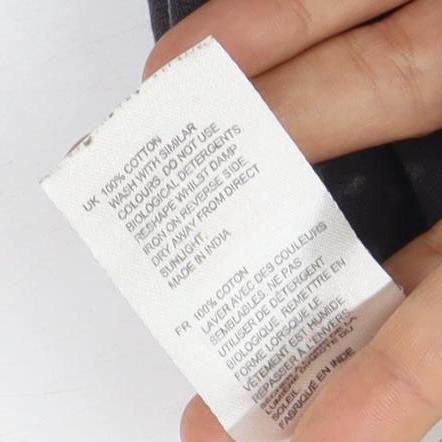 UK 100% COTTON
WASH WITH SIMILAR
COLOURS. DO NOT USE
BIOLOGICAL DETERGENTS
RESHAPE WHILST DAMP
IRON ON REVERSE SIDE
DRY AWAY FROM DIRECT
SUNLIGHT.
MADE IN INDIA
FR 100% COTON
LAVER AVEC DES COULEURS
SEMBLABLES. NE PAS
UTILISER DE DETERGENT
BIOLOGIQUE. REMETTRE EN
FORME LORSQUE LE
VÊTEMENT EST HUMIDE
REPASSER À L'ENVERS
SOLEIL
FABRIQUÉ EN INDE